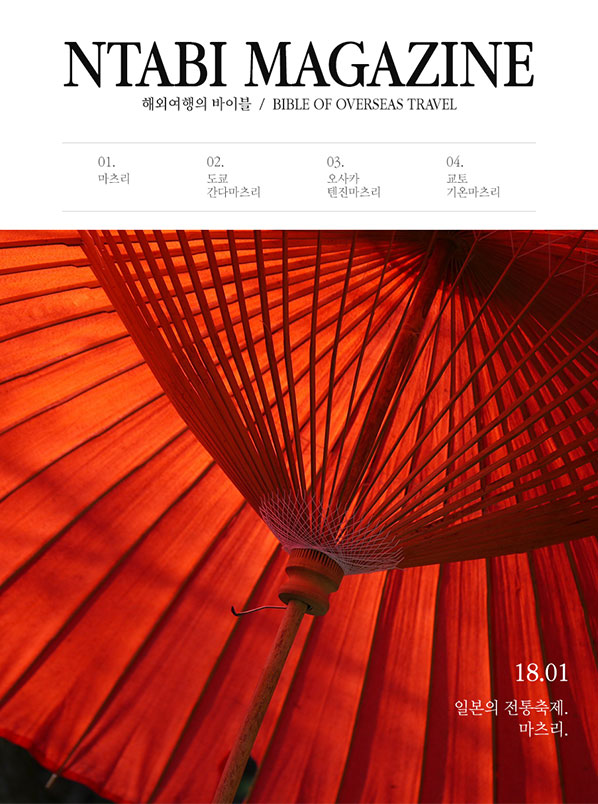 NTABI MAGAZINE
해외여행의 바이블 / BIBLE OF OVERSEAS TRAVEL
01.
마츠리
02.
도쿄
간다마츠리
03.
오사카
텐진마츠리
04.
교토
기온마츠리
18.01
일본의 전통축제.
마츠리.